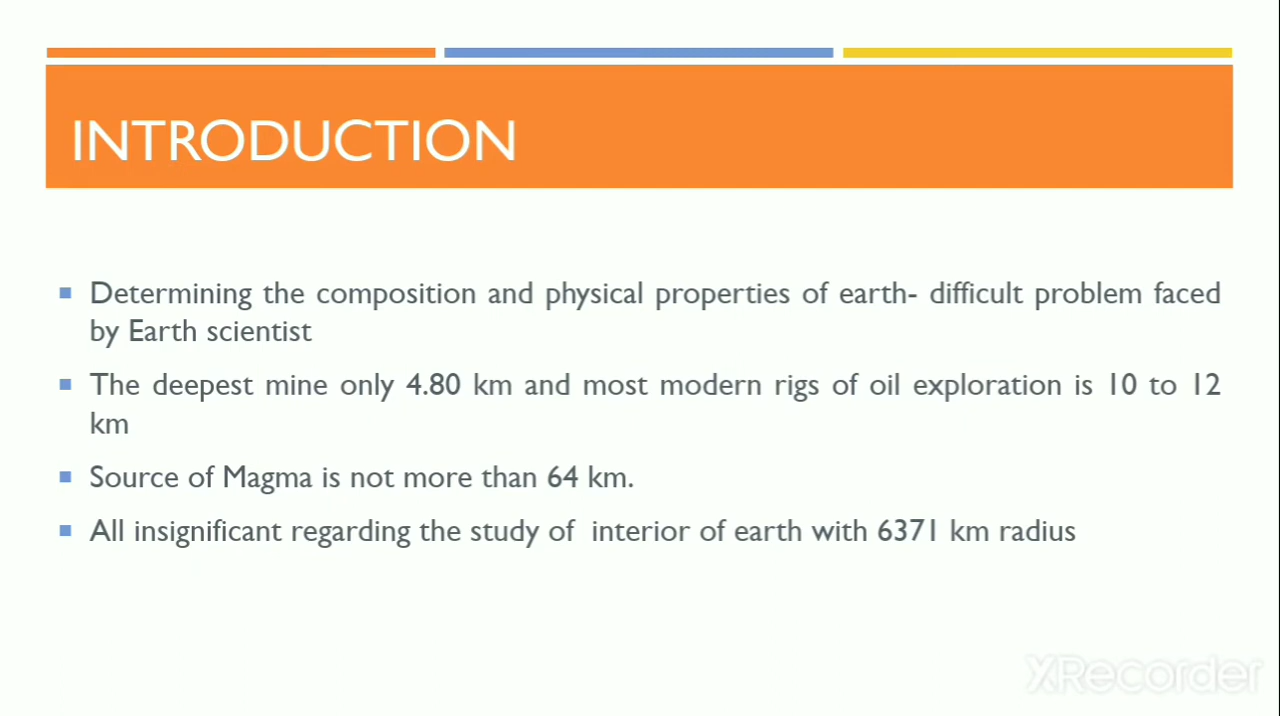 INTRODUCTION
Determining the composition and physical properties of earth- difficult problem faced
by Earth scientist
The deepest mine only 4.80 km and most modern rigs of oil exploration is 10 to 12
km
Source of Magma is not more than 64 km.
All insignificant regarding the study of interior of earth with 6371 km radius
XRecorder